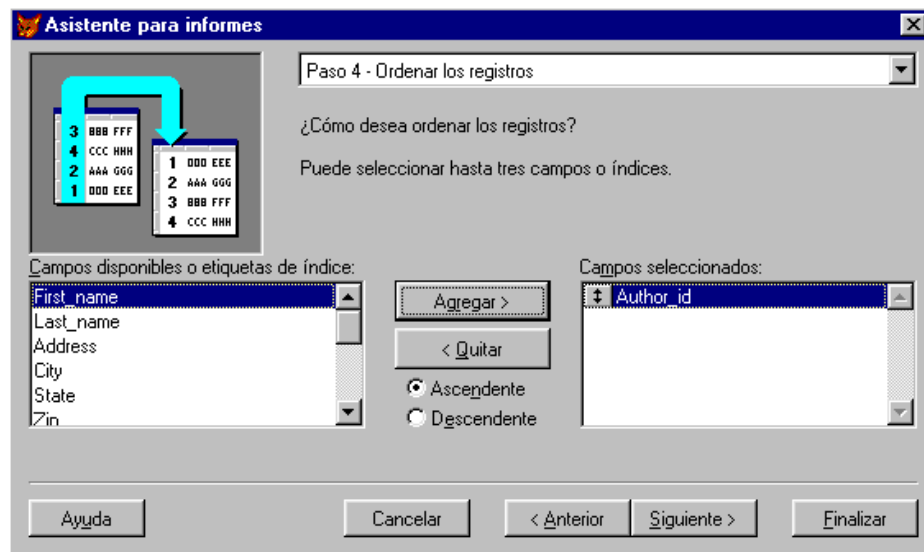 Asistente para informes
Paso 4 - Ordenar los registros
3 BBB FFF
4 CCC HHH
2 AAA GGG
1 DDD EEE
1 DDD EEE
2 AAA GGG
3 BBB FFF
4 CCC HHH
¿Cómo desea ordenar los registros?
Puede seleccionar hasta tres campos o índices.
Campos disponibles o etiquetas de índice:
First_name
Last_name
Address
City
State
Zip
Agregar >
< Quitar
Ascendente
Descendente
Campos seleccionados:
Author_id
Ayuda
Cancelar
< Anterior
Siguiente >
Finalizar